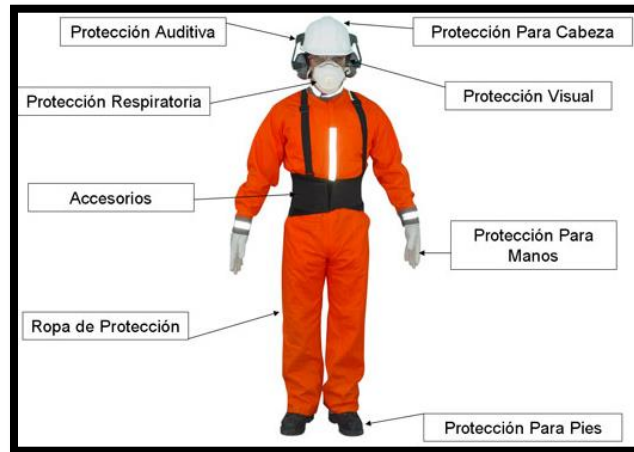 Protección Auditiva
Protección Para Cabeza
Protección Respiratoria
Protección Visual
Accesorios
Protección Para
Manos
Ropa de Protección
Protección Para Pies